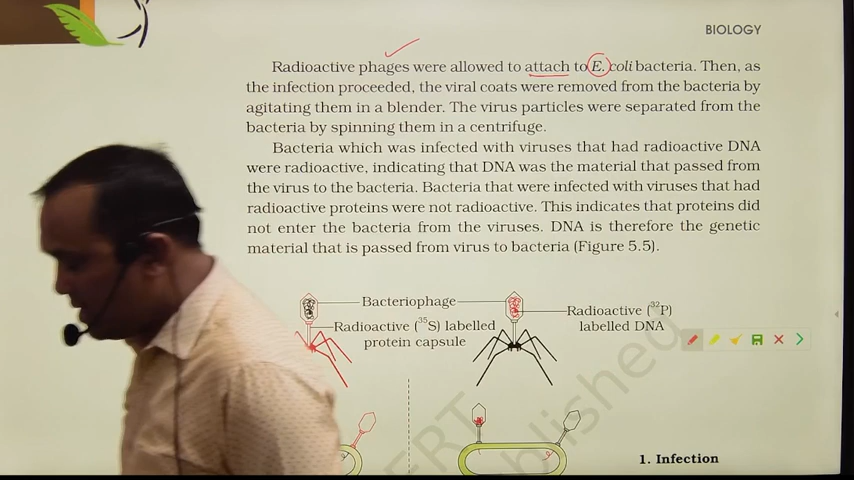 BIOLOGY
Radioactive phages were allowed to attach to E. coli bacteria. Then, as
the infection proceeded, the viral coats were removed from the bacteria by
agitating them in a blender. The virus particles were separated from the
bacteria by spinning them in a centrifuge.
Bacteria which was infected with viruses that had radioactive DNA
were radioactive, indicating that DNA was the material that passed from
the virus to the bacteria. Bacteria that were infected with viruses that had
radioactive proteins were not radioactive. This indicates that proteins did
not enter the bacteria from the viruses. DNA is therefore the genetic
material that is passed from virus to bacteria (Figure 5.5).
Bacteriophage
Radioactive (³⁵S) labelled
protein capsule
Radioactive (³²P)
labelled DNA
1. Infection